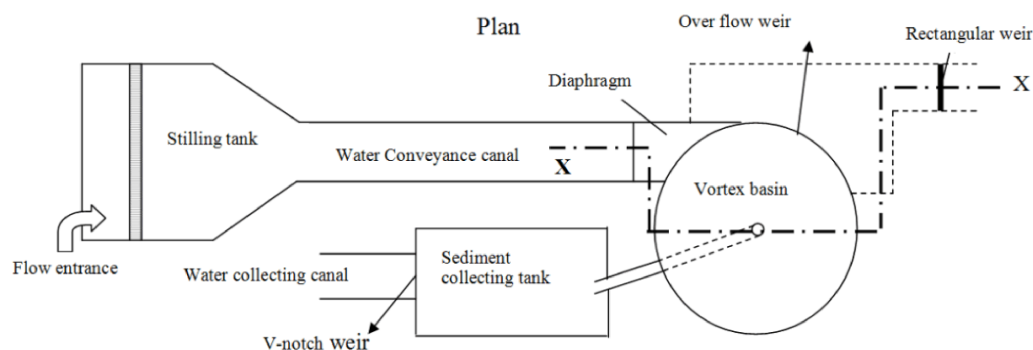 Plan
Over flow weir
Rectangular weir
Diaphragm
X
Stilling tank
Water Conveyance canal
X
Vortex basin
Flow entrance
Water collecting canal
Sediment
collecting tank
V-notch weir